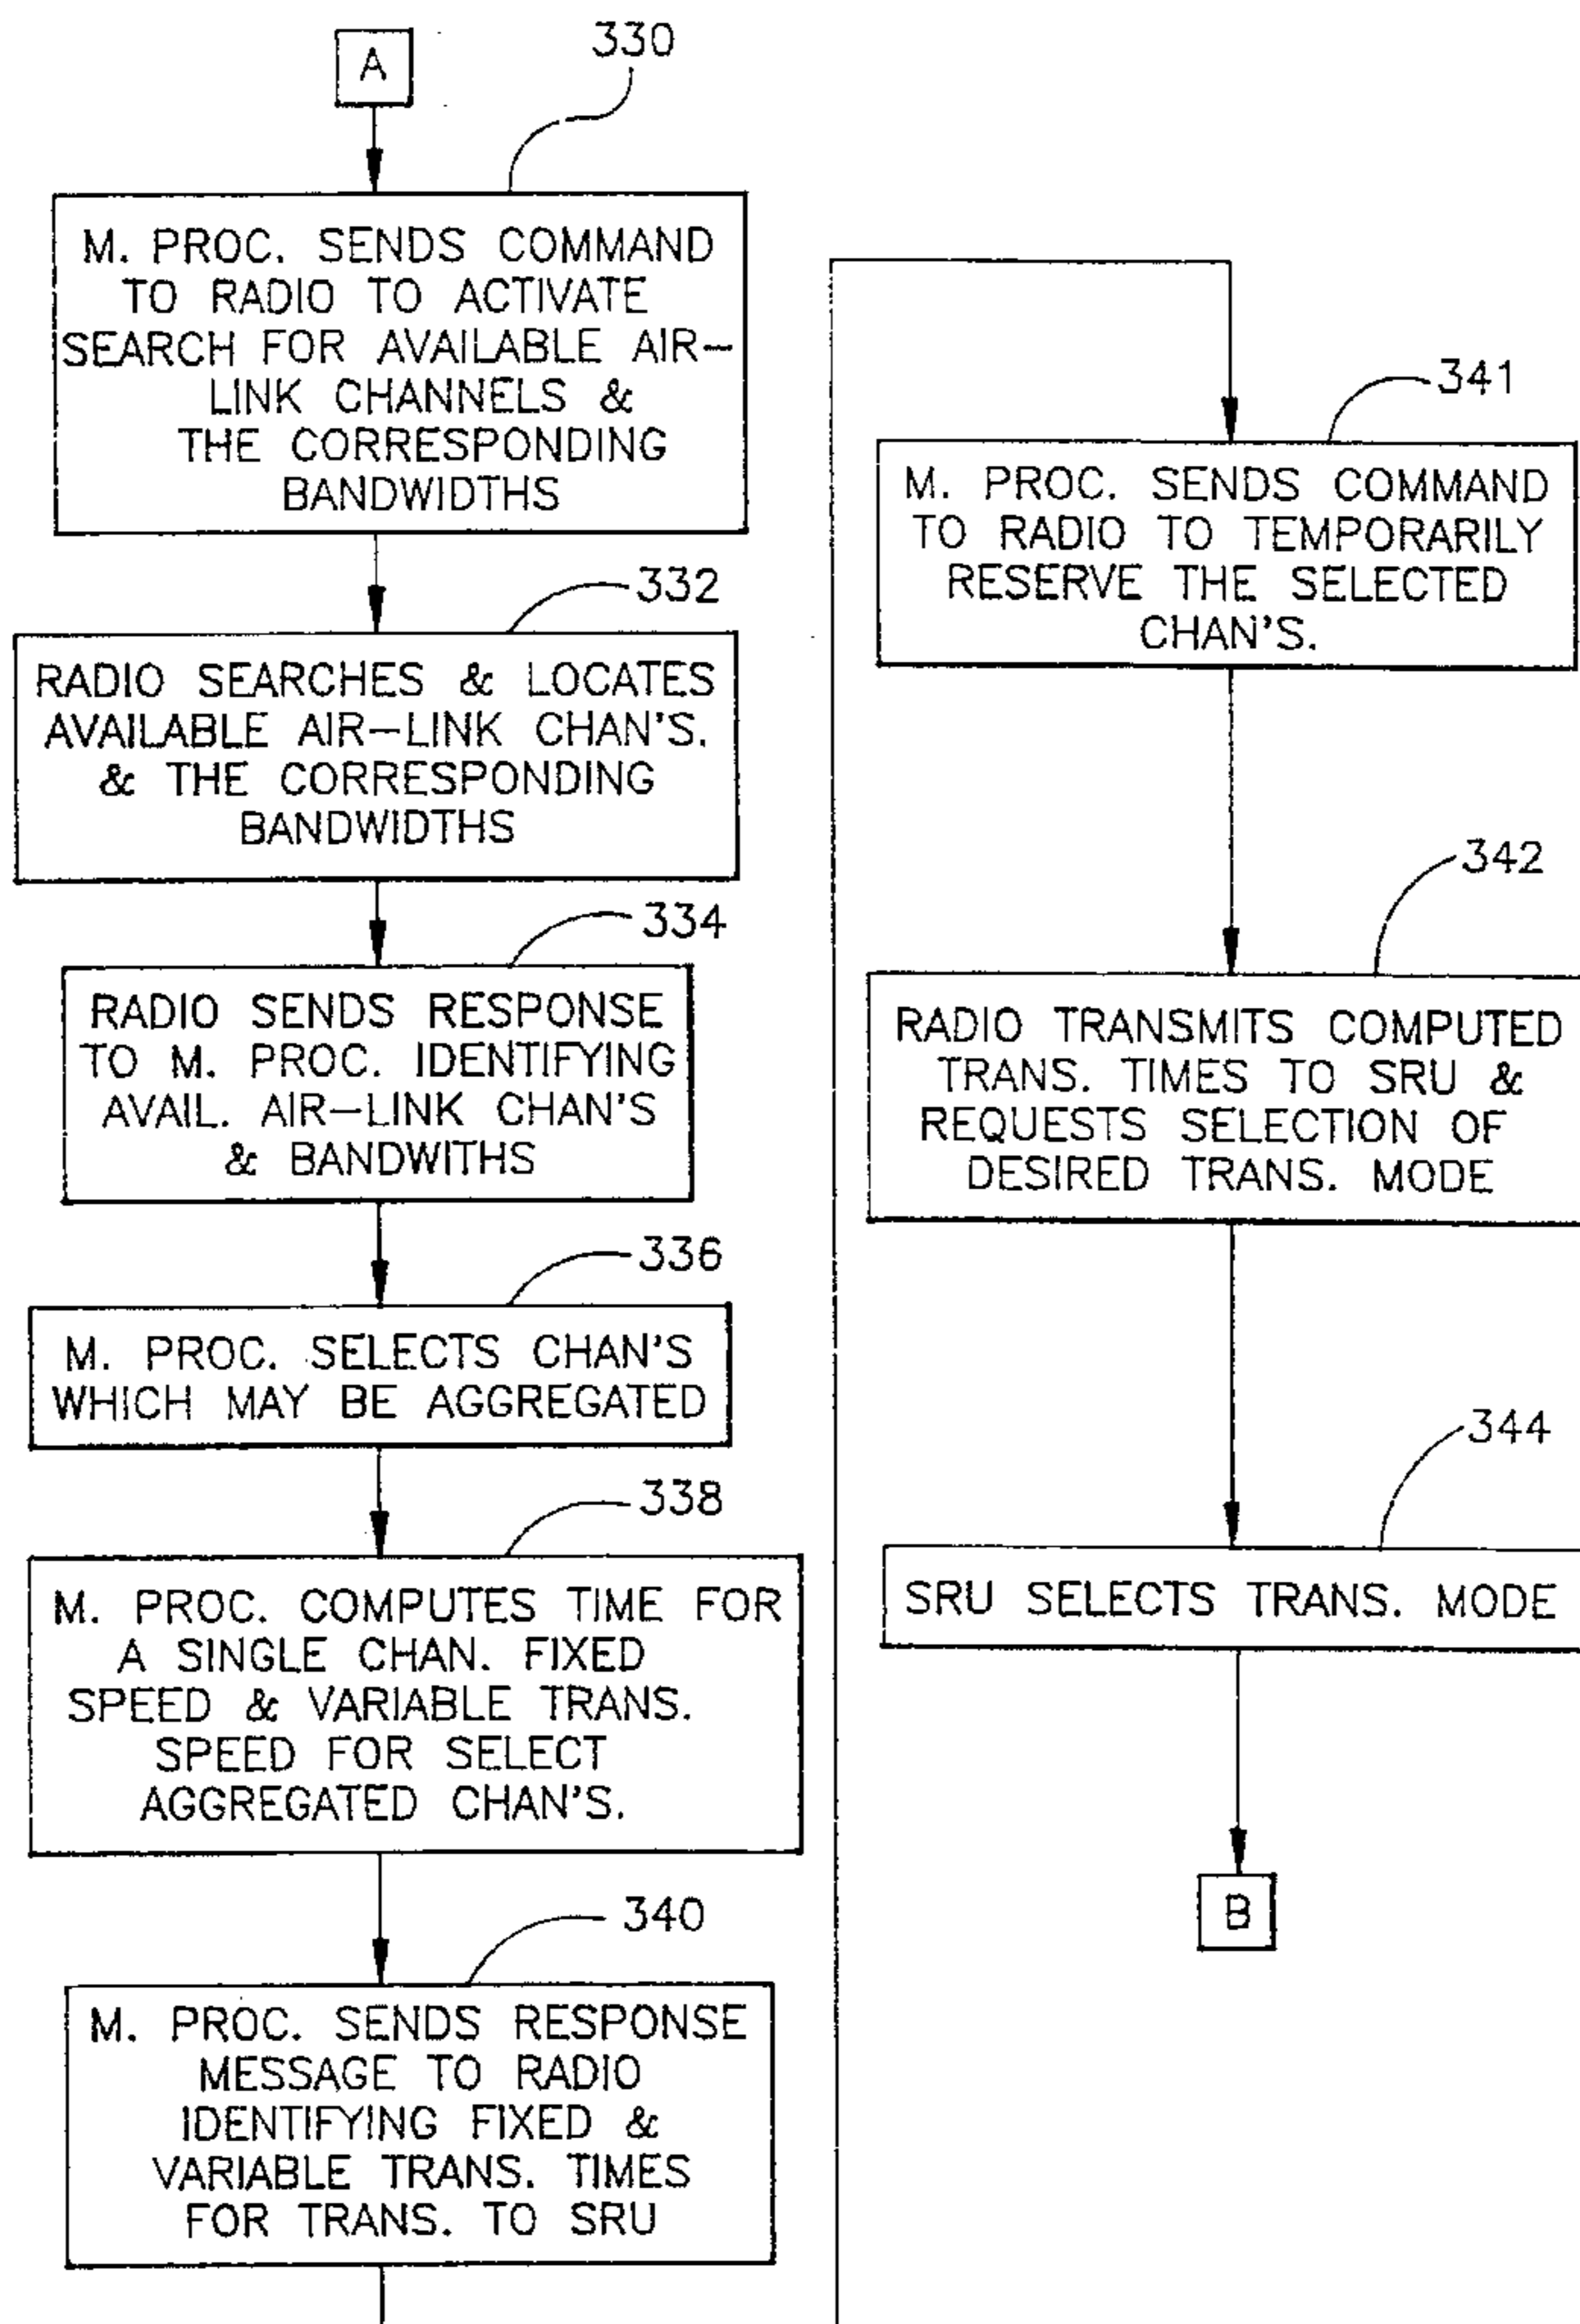 A
330
M. PROC. SENDS COMMAND
TO RADIO TO ACTIVATE
SEARCH FOR AVAILABLE AIR–
LINK CHANNELS &
THE CORRESPONDING
BANDWIDTHS
332
RADIO SEARCHES & LOCATES
AVAILABLE AIR–LINK CHAN'S.
& THE CORRESPONDING
BANDWIDTHS
334
RADIO SENDS RESPONSE
TO M. PROC. IDENTIFYING
AVAIL. AIR–LINK CHAN'S
& BANDWITHS
336
M. PROC. SELECTS CHAN'S
WHICH MAY BE AGGREGATED
338
M. PROC. COMPUTES TIME FOR
A SINGLE CHAN. FIXED
SPEED & VARIABLE TRANS.
SPEED FOR SELECT
AGGREGATED CHAN'S.
340
M. PROC. SENDS RESPONSE
MESSAGE TO RADIO
IDENTIFYING FIXED &
VARIABLE TRANS. TIMES
FOR TRANS. TO SRU
341
M. PROC. SENDS COMMAND
TO RADIO TO TEMPORARILY
RESERVE THE SELECTED
CHAN'S.
342
RADIO TRANSMITS COMPUTED
TRANS. TIMES TO SRU &
REQUESTS SELECTION OF
DESIRED TRANS. MODE
344
SRU SELECTS TRANS. MODE
B